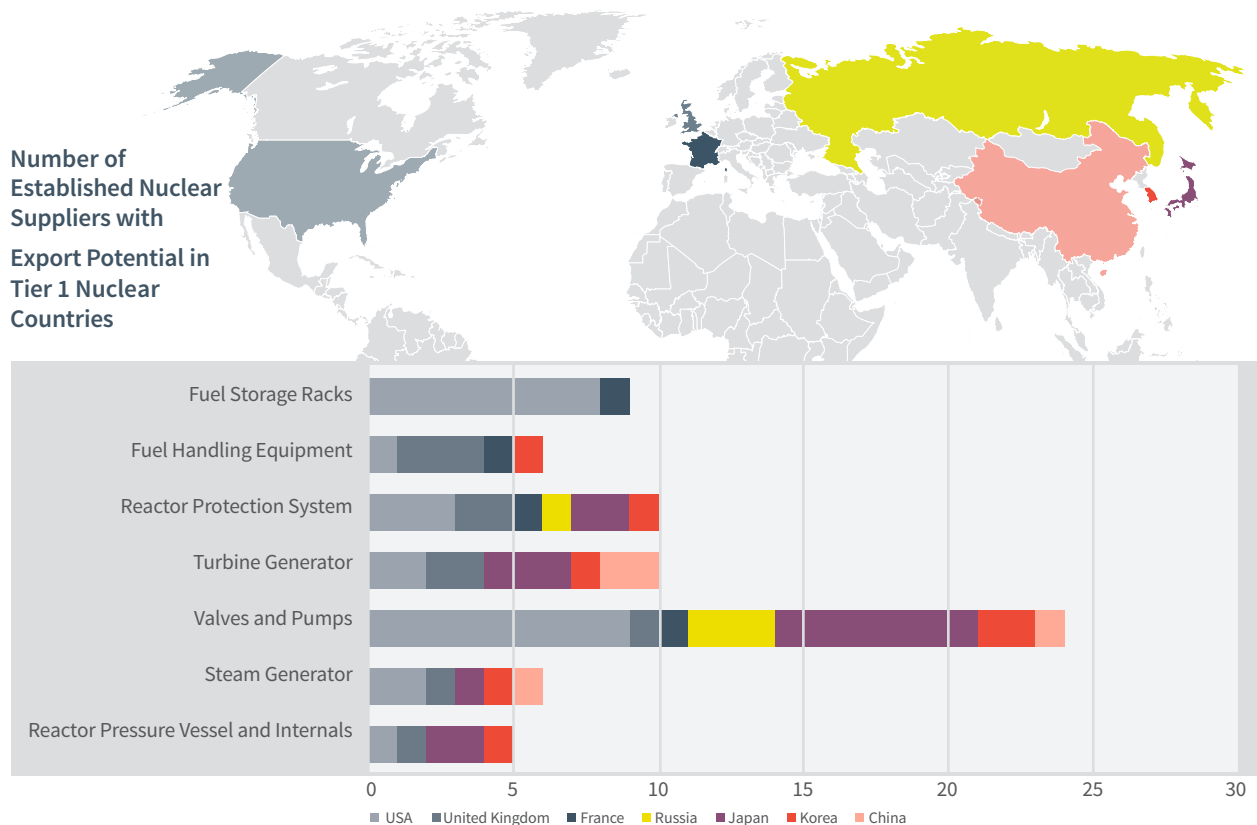 Number of
Established Nuclear
Suppliers with
Export Potential in
Tier 1 Nuclear
Countries
Fuel Storage Racks
Fuel Handling Equipment
Reactor Protection System
Turbine Generator
Valves and Pumps
Steam Generator
Reactor Pressure Vessel and Internals
0 5 10 15 20 25 30
USA United Kingdom France Russia Japan Korea China